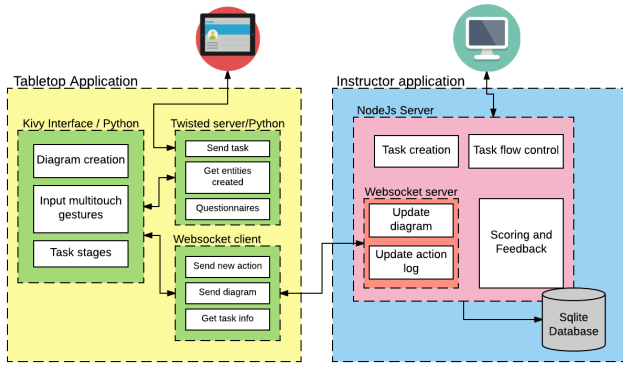 Tabletop Application
Kivy Interface / Python
Diagram creation
Input multitouch
gestures
Task stages
Twisted server/Python
Send task
Get entities
created
Questionnaires
Websocket client
Send new action
Send diagram
Get task info
Instructor application
NodeJs Server
Task creation
Task flow control
Websocket server
Update
diagram
Update action
log
Scoring and
Feedback
Sqlite
Database